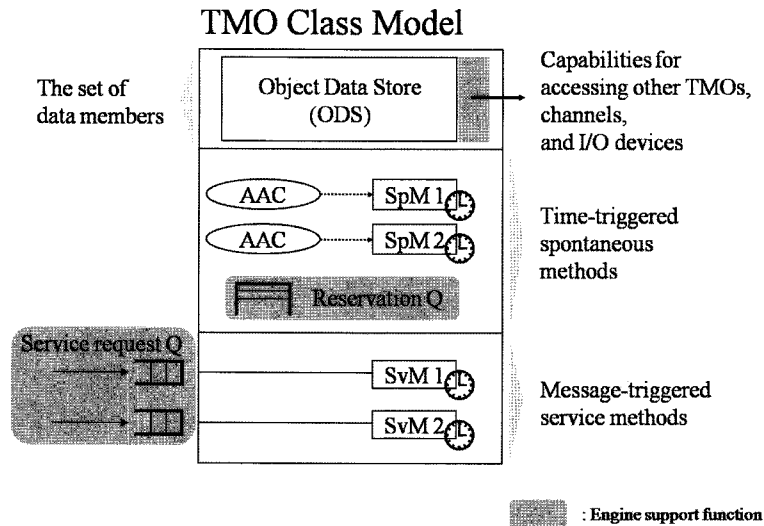 TMO Class Model
The set of
data members
Object Data Store
(ODS)
Capabilities for
accessing other TMOs,
channels,
and I/O devices
AAC
SpM 1
AAC
SpM 2
Reservation Q
Time-triggered
spontaneous
methods
Service request Q
SvM 1
SvM 2
Message-triggered
service methods
: Engine support function